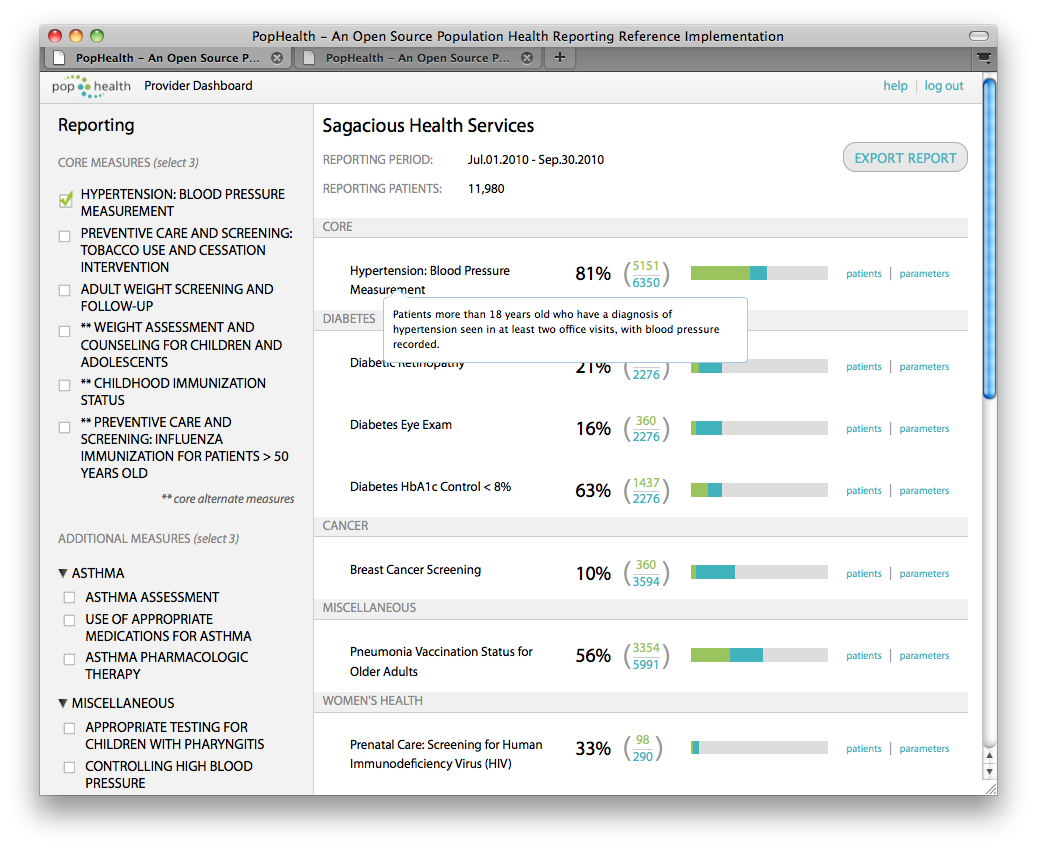 PopHealth – An Open Source Population Health Reporting Reference Implementation
PopHealth – An Open Source P...
PopHealth – An Open Source P...
pop health
Provider Dashboard
help | log out
Reporting
CORE MEASURES (select 3)
HYPERTENSION: BLOOD PRESSURE
MEASUREMENT
PREVENTIVE CARE AND SCREENING:
TOBACCO USE AND CESSATION
INTERVENTION
ADULT WEIGHT SCREENING AND
FOLLOW-UP
** WEIGHT ASSESSMENT AND
COUNSELING FOR CHILDREN AND
ADOLESCENTS
** CHILDHOOD IMMUNIZATION
STATUS
** PREVENTIVE CARE AND
SCREENING: INFLUENZA
IMMUNIZATION FOR PATIENTS > 50
YEARS OLD
** core alternate measures
ADDITIONAL MEASURES (select 3)
▼ ASTHMA
ASTHMA ASSESSMENT
USE OF APPROPRIATE
MEDICATIONS FOR ASTHMA
ASTHMA PHARMACOLOGIC
THERAPY
▼ MISCELLANEOUS
APPROPRIATE TESTING FOR
CHILDREN WITH PHARYNGITIS
CONTROLLING HIGH BLOOD
PRESSURE
Sagacious Health Services
REPORTING PERIOD: Jul.01.2010 - Sep.30.2010
EXPORT REPORT
REPORTING PATIENTS: 11,980
CORE
Hypertension: Blood Pressure
Measurement
81%
5151
6350
patients | parameters
Patients more than 18 years old who have a diagnosis of
hypertension seen in at least two office visits, with blood pressure
recorded.
DIABETES
Diabetic Retinopathy
21%
2276
patients | parameters
Diabetes Eye Exam
16%
360
2276
patients | parameters
Diabetes HbA1c Control < 8%
63%
1437
2276
patients | parameters
CANCER
Breast Cancer Screening
10%
360
3594
patients | parameters
MISCELLANEOUS
Pneumonia Vaccination Status for
Older Adults
56%
3354
5991
patients | parameters
WOMEN'S HEALTH
Prenatal Care: Screening for Human
Immunodeficiency Virus (HIV)
33%
98
290
patients | parameters